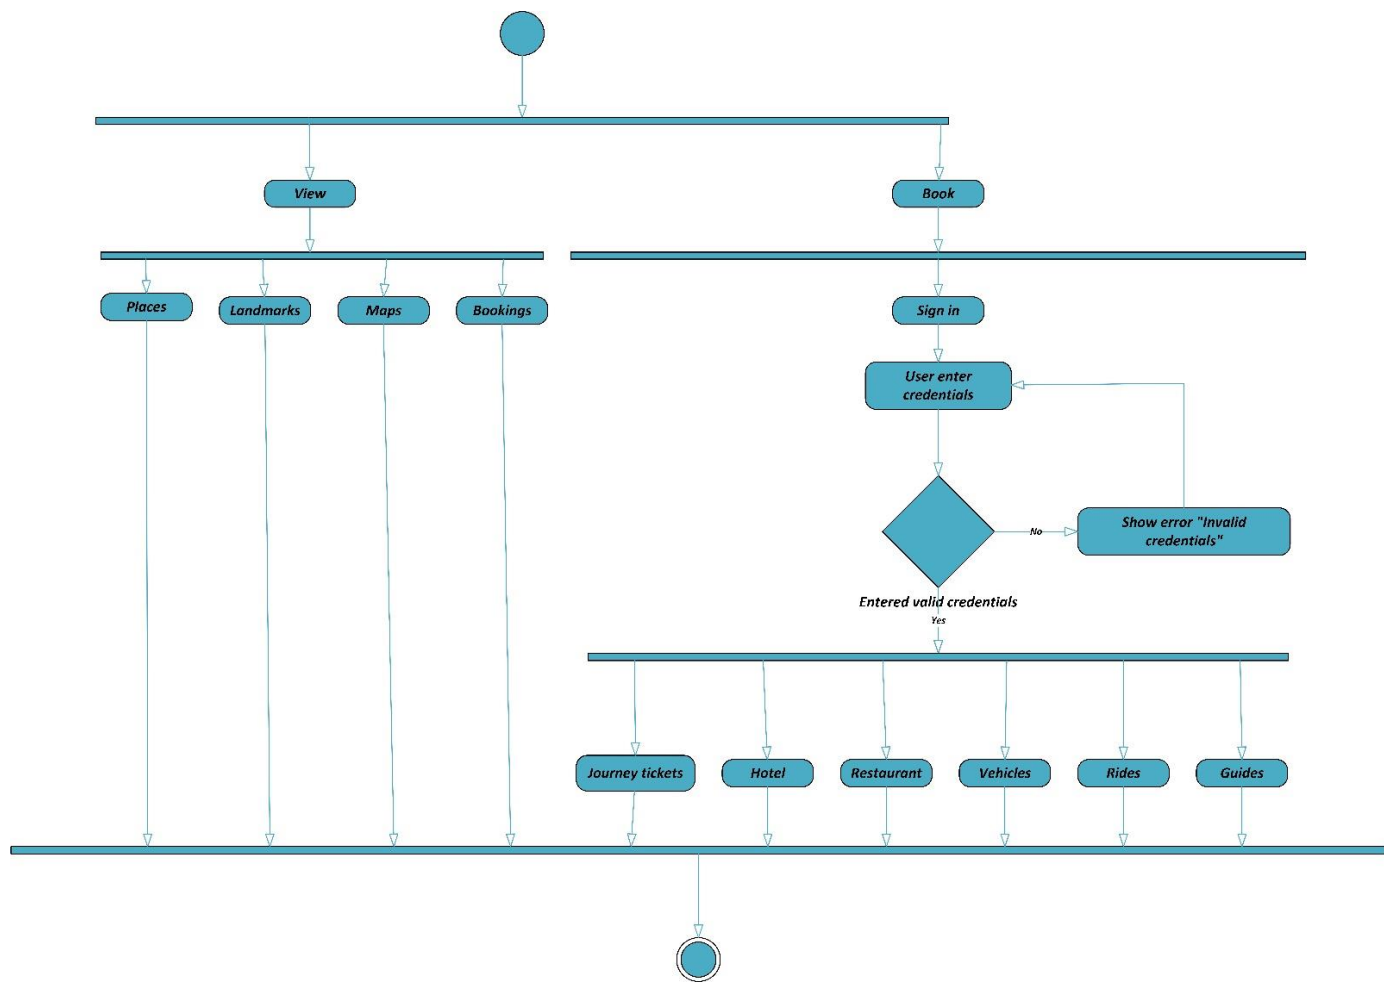 View
Book
Places
Landmarks
Maps
Bookings
Sign in
User enter
credentials
No
Show error "Invalid
credentials"
Entered valid credentials
Yes
Journey tickets
Hotel
Restaurant
Vehicles
Rides
Guides